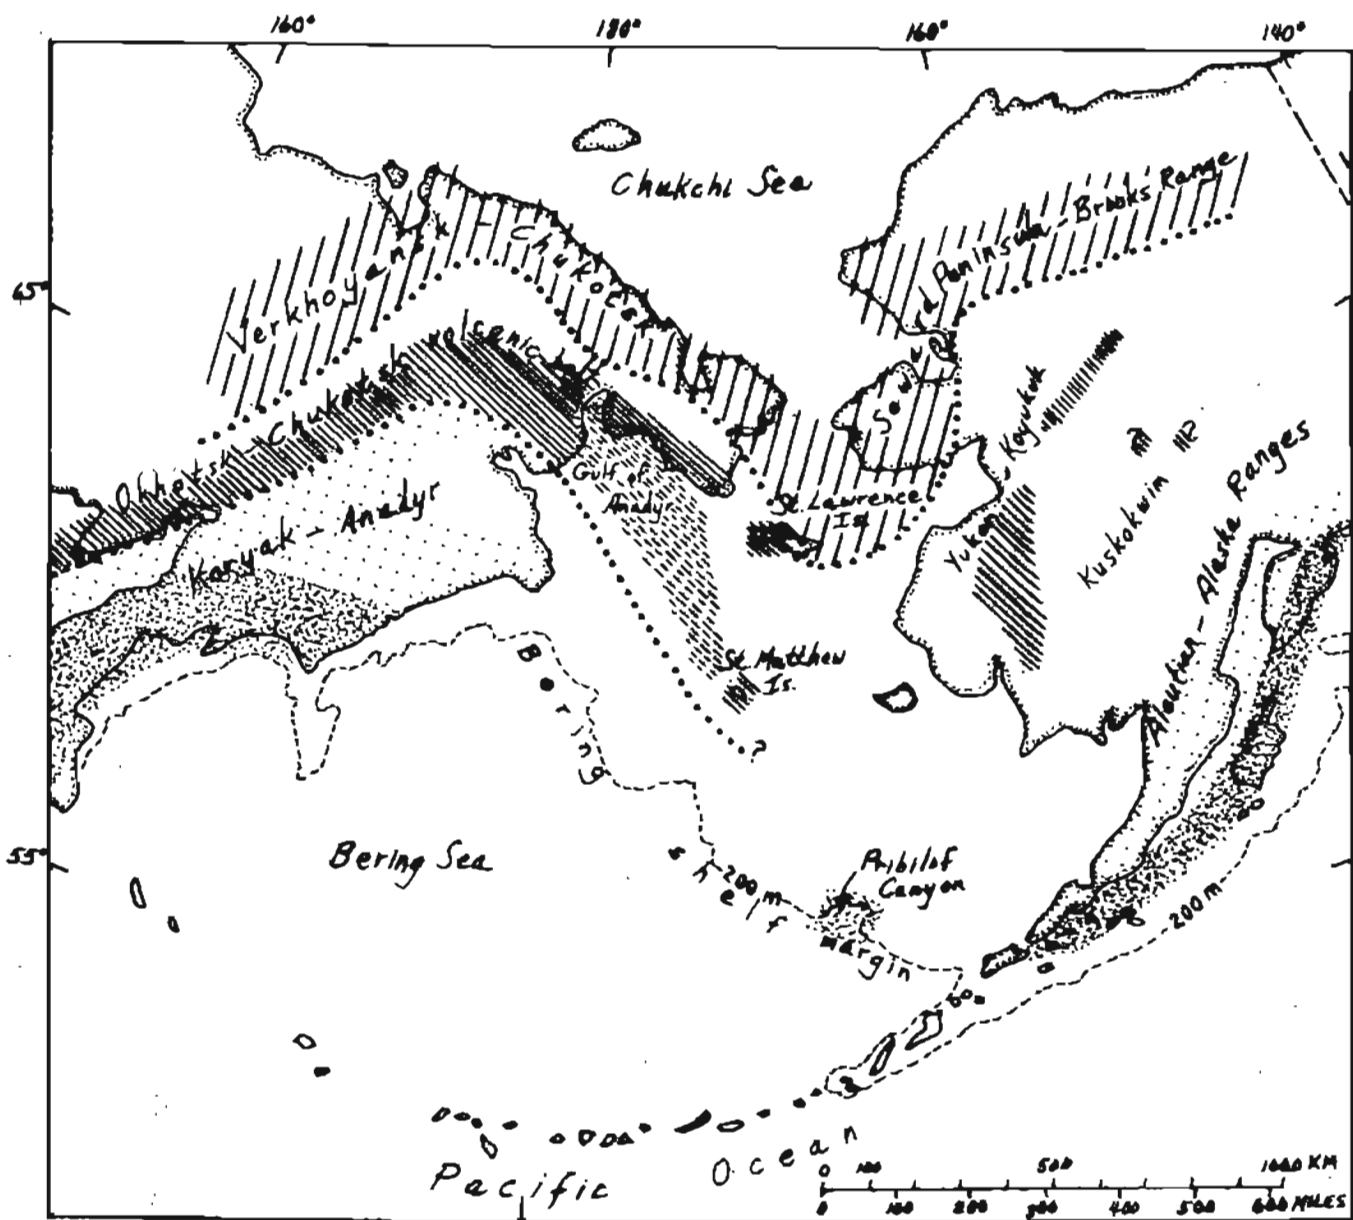 160° 180° 160° 140°
Chukchi Sea
Verkhoyansk - Chukotsk
Seward Paninsum - Brooks Range
65°
Okhotsk - Chukotsk volcanic belt
Koryak - Anadyr
Gulf of
Anadyr
St. Lawrence
Is.
Yukon Koyukuk
Kuskokwim
Aleutian - Alaska Ranges
St. Matthew
Is.
?
Bering
shelf
margin
200 m
55°
Bering Sea
Pribilof
Canyon
200 m
Pacific Ocean
0 100 500 1000 KM
0 100 200 300 400 500 600 MILES